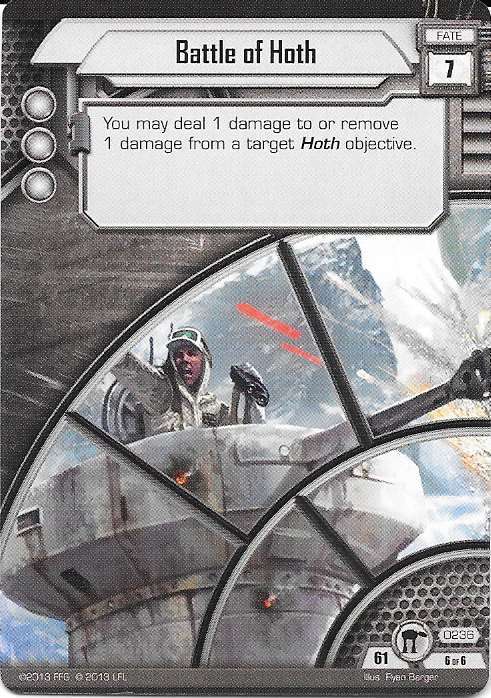 Battle of Hoth
FATE
7
You may deal 1 damage to or remove
1 damage from a target Hoth objective.
0236
61
6 of 6
©2013 FFG © 2013 LFL
Illus. Ryan Barger